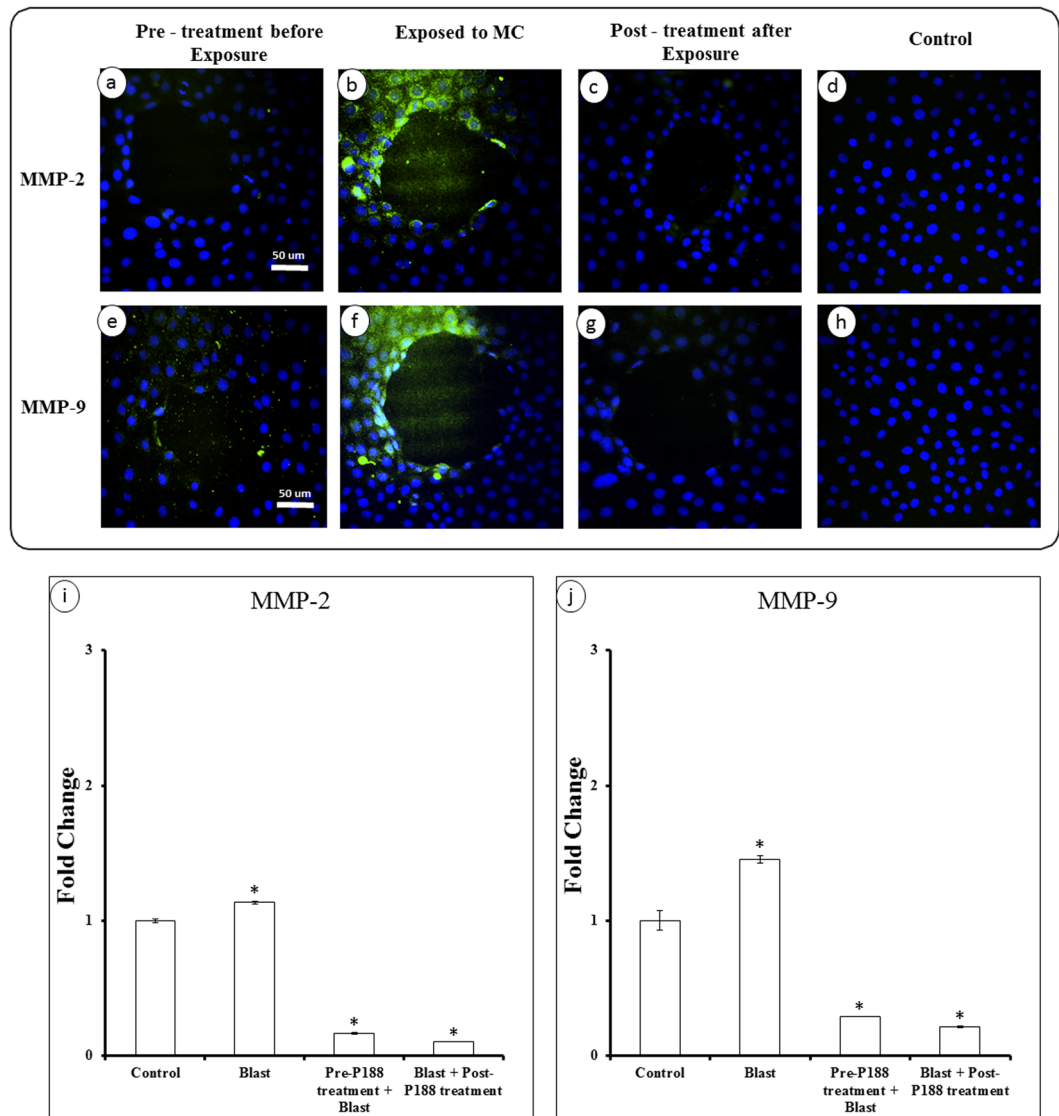 Pre - treatment before
Exposure
Exposed to MC
Post - treatment after
Exposure
Control
a
b
c
d
MMP-2
50 um
e
f
g
h
MMP-9
50 um
i
MMP-2
3
2
1
0
Fold Change
*
*
*
Control
Blast
Pre-P188
treatment +
Blast
Blast + Post-
P188 treatment
j
MMP-9
3
2
1
0
Fold Change
*
*
*
Control
Blast
Pre-P188
treatment +
Blast
Blast + Post-
P188 treatment